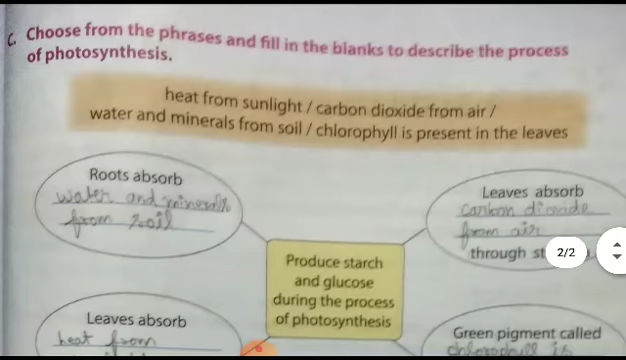 C. Choose from the phrases and fill in the blanks to describe the process
of photosynthesis.
heat from sunlight / carbon dioxide from air /
water and minerals from soil / chlorophyll is present in the leaves
Roots absorb
water and minerals
from soil
Leaves absorb
carbon dioxide
from air
through st
2/2
Produce starch
and glucose
during the process
of photosynthesis
Leaves absorb
heat from
Green pigment called
chlorophyll is